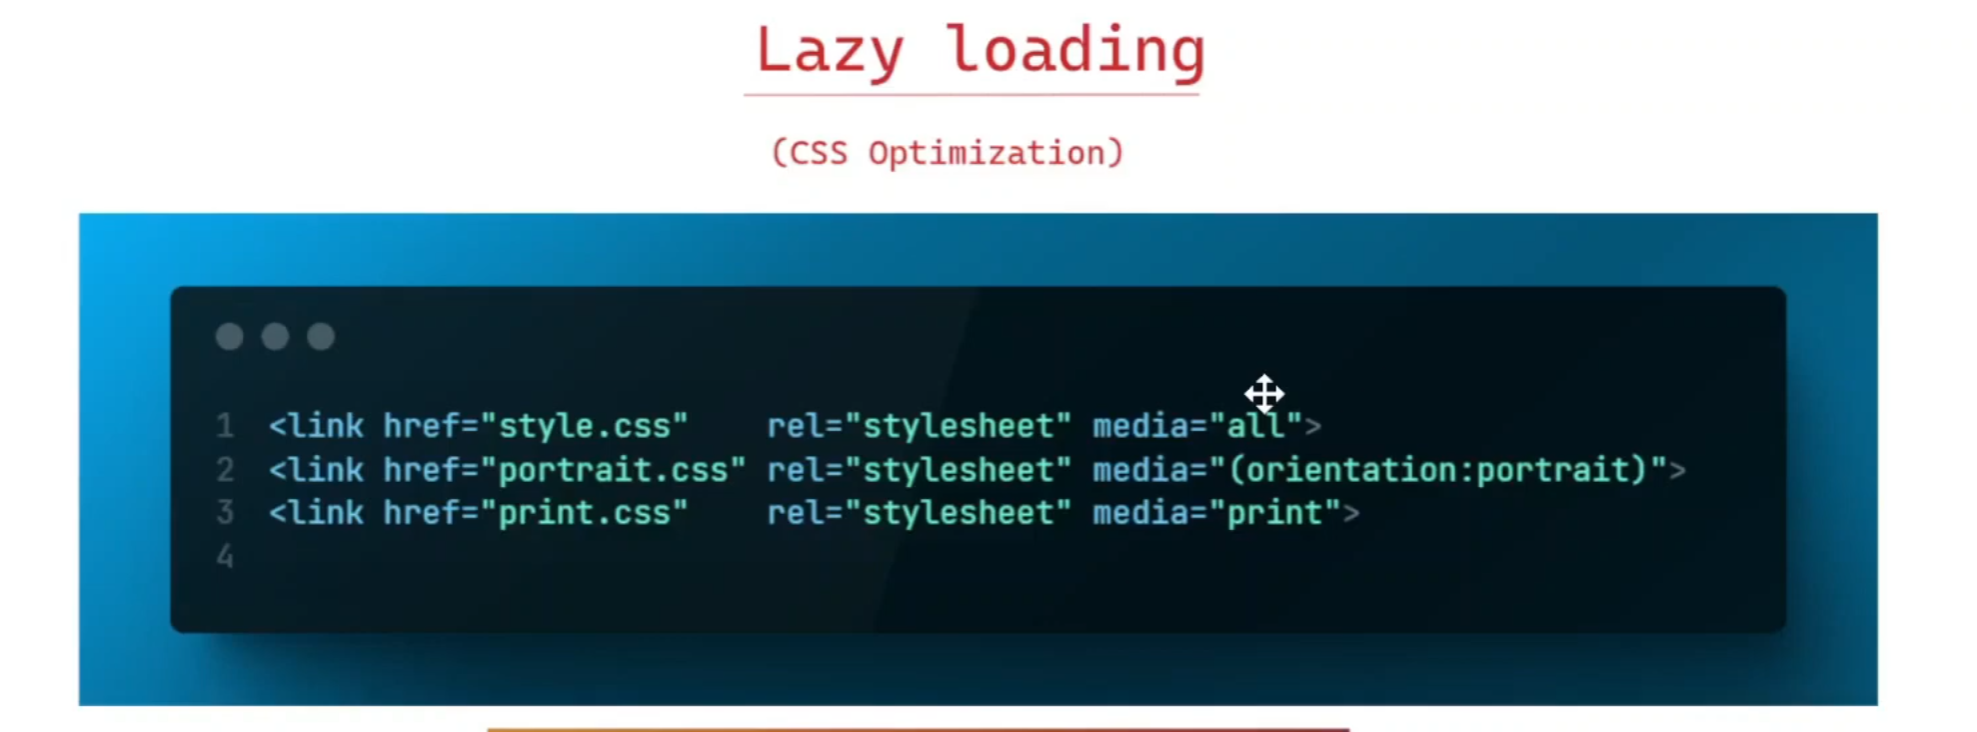 Lazy loading
(CSS Optimization)
1 <link href="style.css"    rel="stylesheet" media="all">
2 <link href="portrait.css" rel="stylesheet" media="(orientation:portrait)">
3 <link href="print.css"    rel="stylesheet" media="print">
4